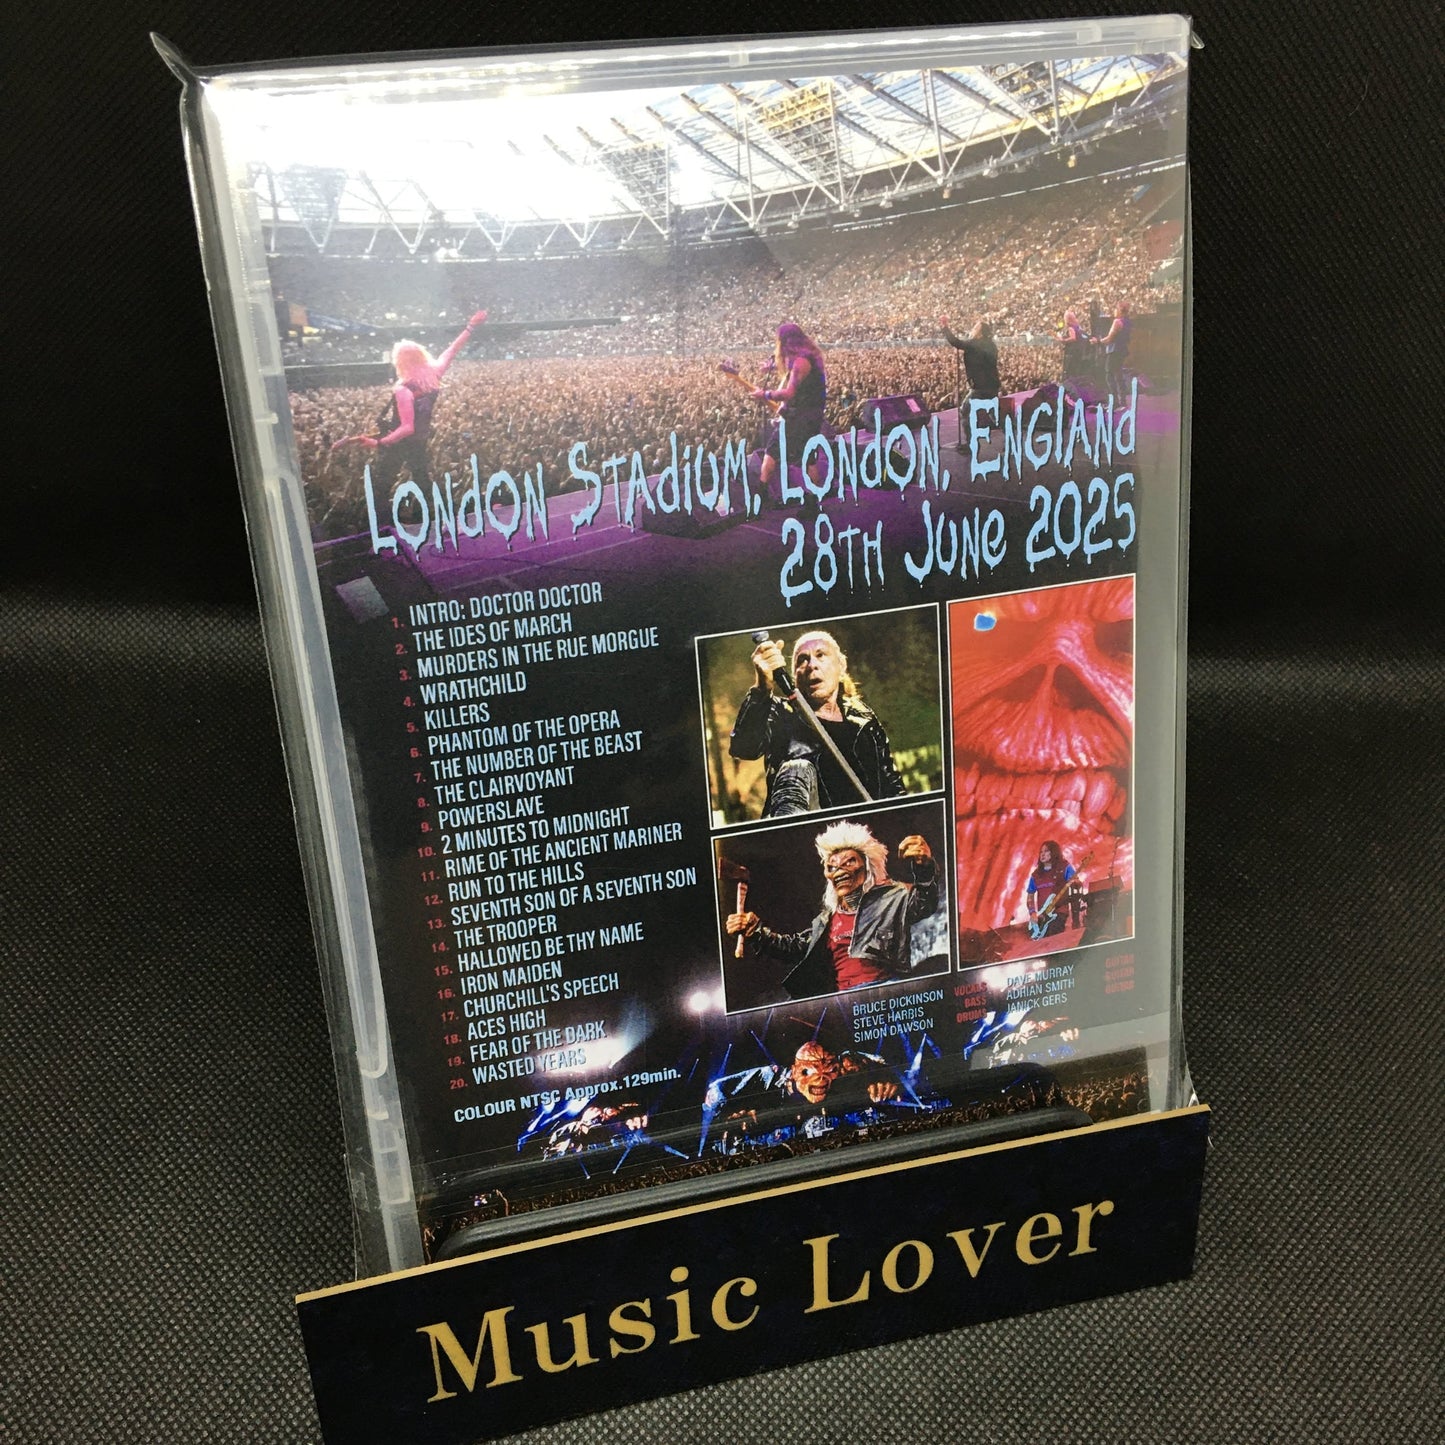 LONDON STADIUM, LONDON, ENGLAND
28TH JUNE 2025
1. INTRO: DOCTOR DOCTOR
2. THE IDES OF MARCH
3. MURDERS IN THE RUE MORGUE
4. WRATHCHILD
5. KILLERS
6. PHANTOM OF THE OPERA
7. THE NUMBER OF THE BEAST
8. THE CLAIRVOYANT
9. POWERSLAVE
10. 2 MINUTES TO MIDNIGHT
11. RIME OF THE ANCIENT MARINER
12. RUN TO THE HILLS
13. SEVENTH SON OF A SEVENTH SON
14. THE TROOPER
15. HALLOWED BE THY NAME
16. IRON MAIDEN
17. CHURCHILL'S SPEECH
18. ACES HIGH
19. FEAR OF THE DARK
20. WASTED YEARS
COLOUR NTSC Approx.129min.
BRUCE DICKINSON VOCALS
STEVE HARRIS BASS
SIMON DAWSON DRUMS
DAVE MURRAY GUITAR
ADRIAN SMITH GUITAR
JANICK GERS GUITAR
Music Lover